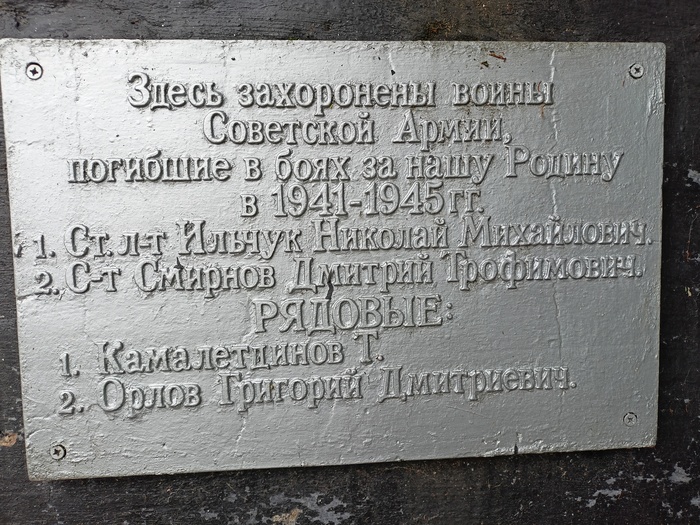 Здесь захоронены воины
Советской Армии,
погибшие в боях за нашу Родину
в 1941-1945 гг.
1. Ст. л-т Ильчук Николай Михайлович.
2. С-т Смирнов Дмитрий Трофимович.
РЯДОВЫЕ:
1. Камалетдинов Т.
2. Орлов Григорий Дмитриевич.